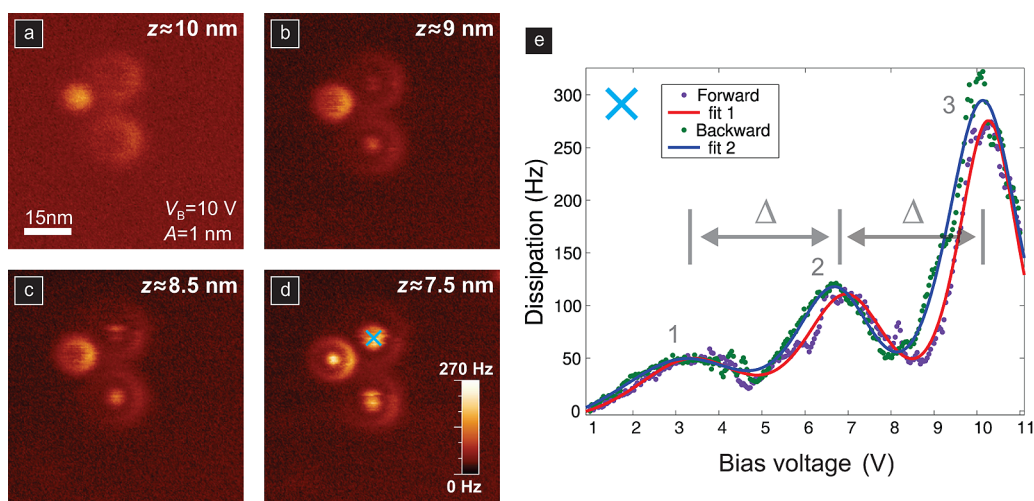 a
z≈10 nm
15nm
V_B=10 V
A=1 nm
b
z≈9 nm
c
z≈8.5 nm
d
z≈7.5 nm
270 Hz
0 Hz
e
Forward
fit 1
Backward
fit 2
1
2
3
Δ
Δ
Dissipation (Hz)
300
250
200
150
100
50
0
1 2 3 4 5 6 7 8 9 10 11
Bias voltage (V)